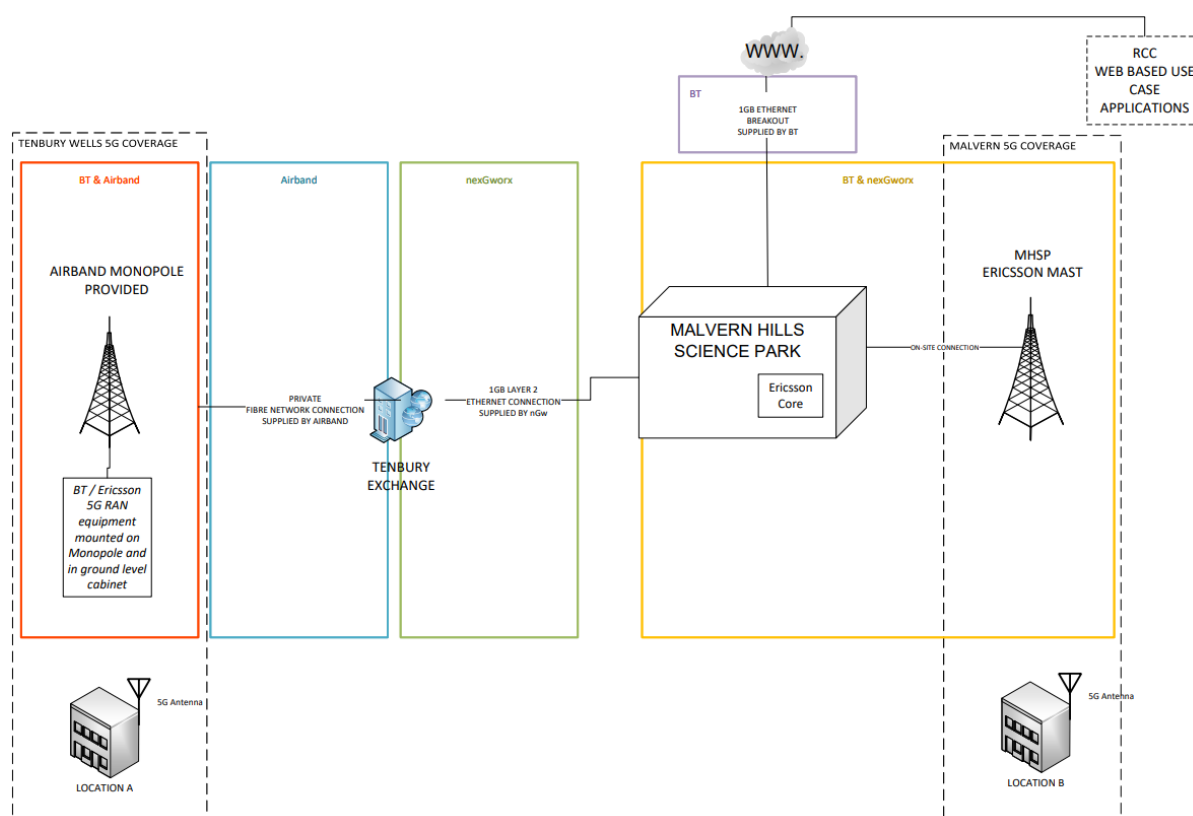 WWW.
RCC
WEB BASED USE
CASE
APPLICATIONS
BT
1GB ETHERNET
BREAKOUT
SUPPLIED BY BT
TENBURY WELLS 5G COVERAGE
MALVERN 5G COVERAGE
BT & Airband
Airband
nexGworx
BT & nexGworx
AIRBAND MONOPOLE
PROVIDED
MHSP
ERICSSON MAST
MALVERN HILLS
SCIENCE PARK
Ericsson
Core
ON-SITE CONNECTION
PRIVATE
FIBRE NETWORK CONNECTION
SUPPLIED BY AIRBAND
1GB LAYER 2
ETHERNET CONNECTION
SUPPLIED BY nGw
TENBURY
EXCHANGE
BT / Ericsson
5G RAN
equipment
mounted on
Monopole and
in ground level
cabinet
5G Antenna
LOCATION A
5G Antenna
LOCATION B